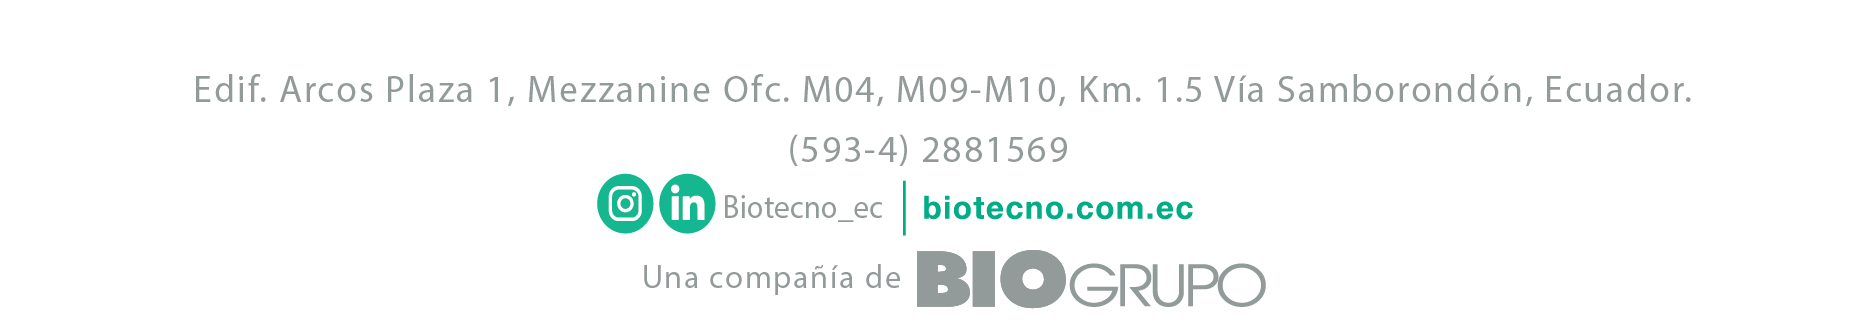 Edif. Arcos Plaza 1, Mezzanine Ofc. M04, M09-M10, Km. 1.5 Vía Samborondón, Ecuador.
(593-4) 2881569
in Biotecno_ec | biotecno.com.ec
Una compañía de BIOGRUPO